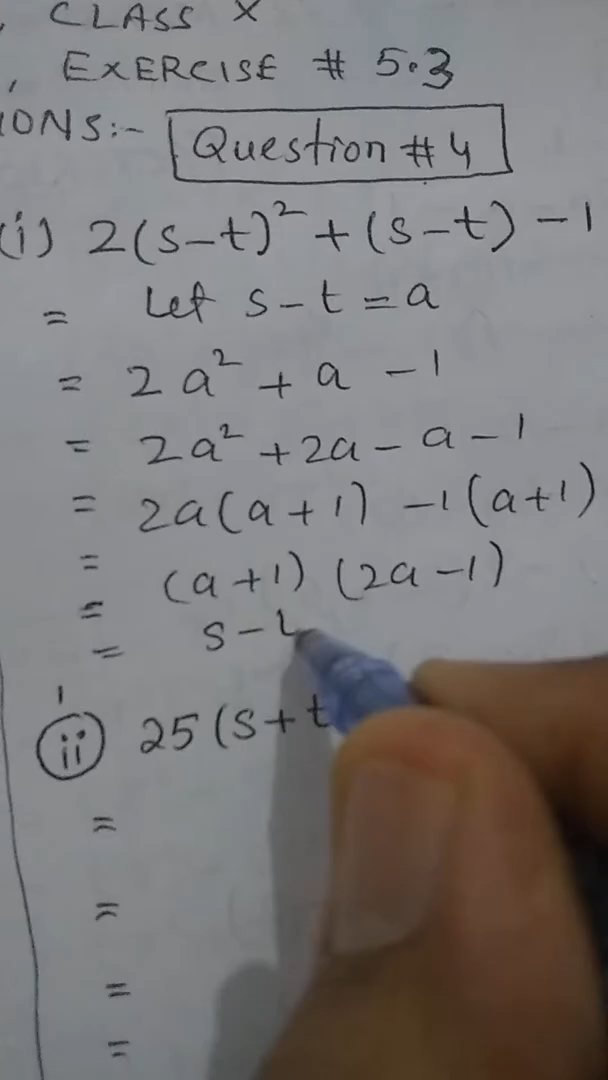 CLASS X
, EXERCISE # 5.3
IONS:-
Question # 4
(i) 2(s-t)² + (s-t) - 1
= Let s-t = a
= 2a² + a - 1
= 2a² + 2a - a - 1
= 2a(a+1) -1(a+1)
=
= (a+1) (2a-1)
= s-
(ii) 25(s+t
=
=
=
=